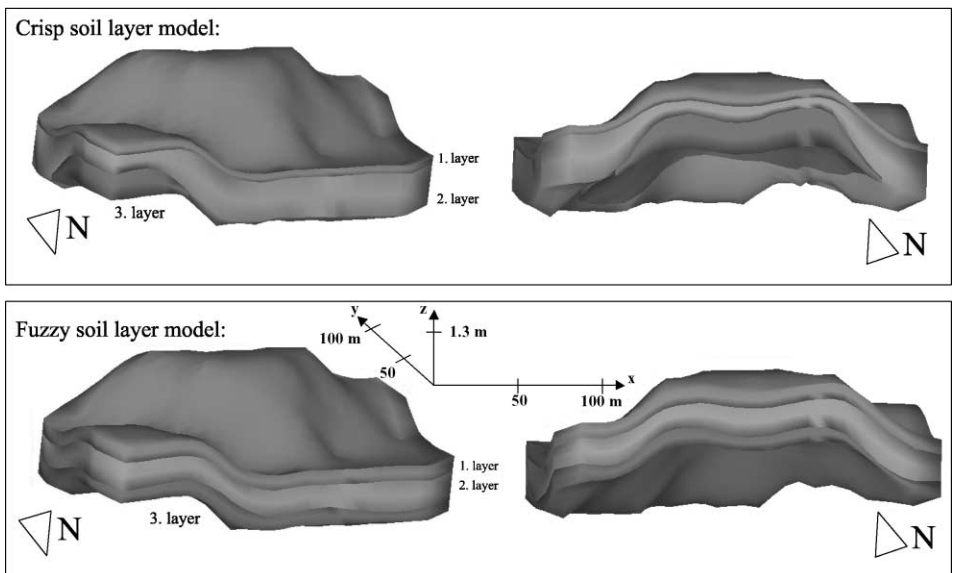 Crisp soil layer model:
1. layer
2. layer
3. layer
N
N
Fuzzy soil layer model:
y
z
100 m
1.3 m
50
x
50
100 m
1. layer
2. layer
3. layer
N
N